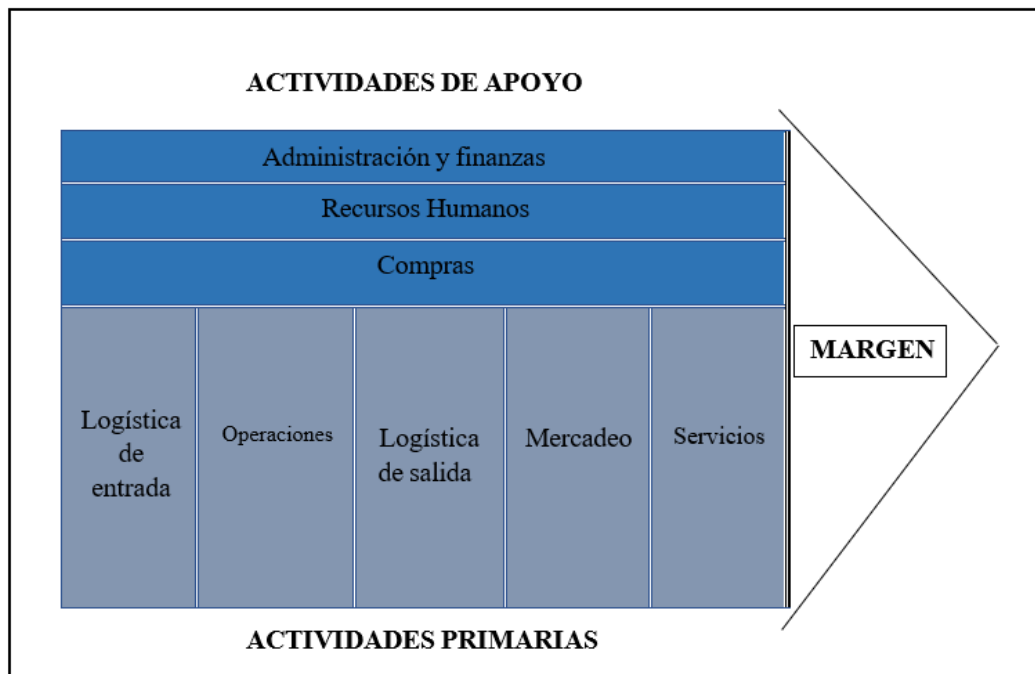 ACTIVIDADES DE APOYO
Administración y finanzas
Recursos Humanos
Compras
Logística
de
entrada
Operaciones
Logística
de salida
Mercadeo
Servicios
MARGEN
ACTIVIDADES PRIMARIAS